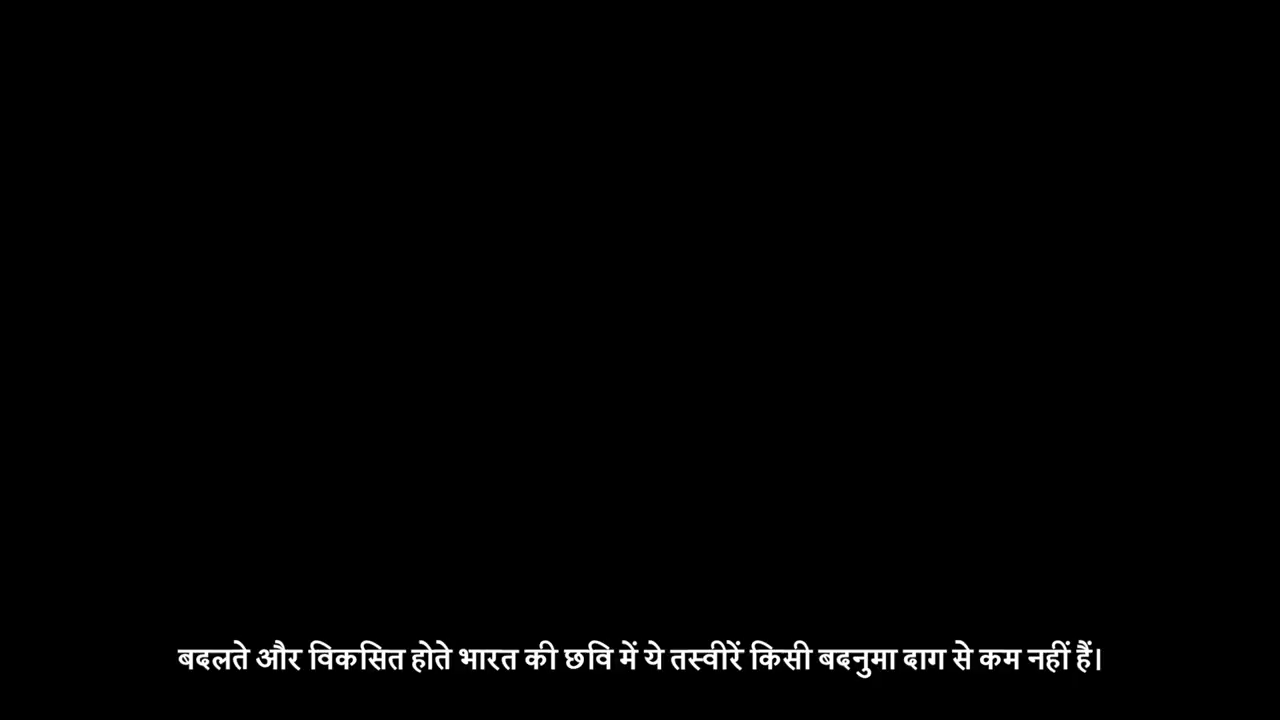 बदलते और विकसित होते भारत की छवि में ये तस्वीरें किसी बदनुमा दाग से कम नहीं हैं।